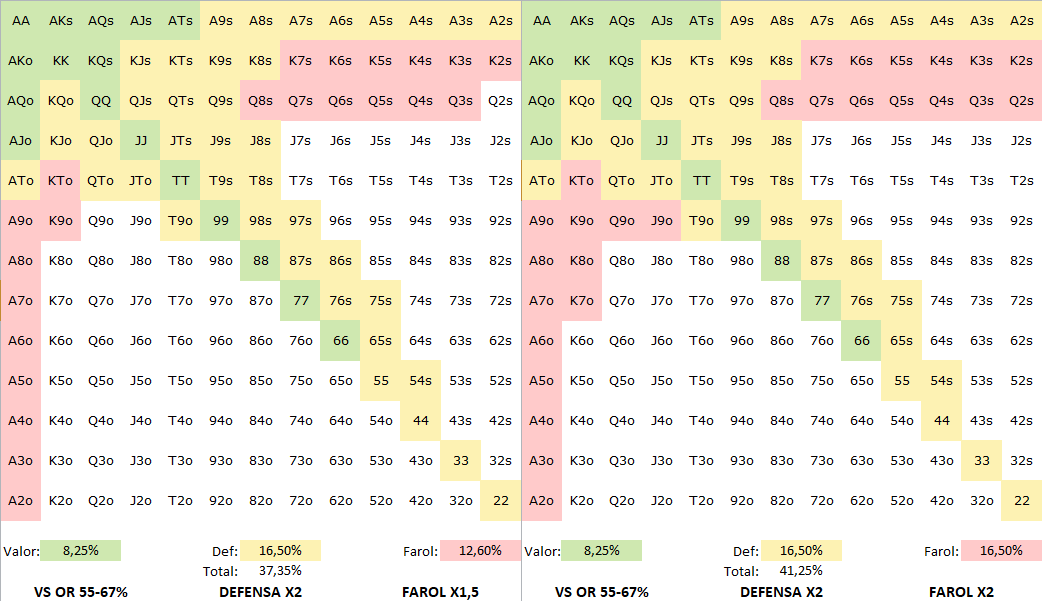 AA AKs AQs AJs ATs A9s A8s A7s A6s A5s A4s A3s A2s AA AKs AQs AJs ATs A9s A8s A7s A6s A5s A4s A3s A2s
AKo KK KQs KJs KTs K9s K8s K7s K6s K5s K4s K3s K2s AKo KK KQs KJs KTs K9s K8s K7s K6s K5s K4s K3s K2s
AQo KQo QQ QJs QTs Q9s Q8s Q7s Q6s Q5s Q4s Q3s Q2s AQo KQo QQ QJs QTs Q9s Q8s Q7s Q6s Q5s Q4s Q3s Q2s
AJo KJo QJo JJ JTs J9s J8s J7s J6s J5s J4s J3s J2s AJo KJo QJo JJ JTs J9s J8s J7s J6s J5s J4s J3s J2s
ATo KTo QTo JTo TT T9s T8s T7s T6s T5s T4s T3s T2s ATo KTo QTo JTo TT T9s T8s T7s T6s T5s T4s T3s T2s
A9o K9o Q9o J9o T9o 99 98s 97s 96s 95s 94s 93s 92s A9o K9o Q9o J9o T9o 99 98s 97s 96s 95s 94s 93s 92s
A8o K8o Q8o J8o T8o 98o 88 87s 86s 85s 84s 83s 82s A8o K8o Q8o J8o T8o 98o 88 87s 86s 85s 84s 83s 82s
A7o K7o Q7o J7o T7o 97o 87o 77 76s 75s 74s 73s 72s A7o K7o Q7o J7o T7o 97o 87o 77 76s 75s 74s 73s 72s
A6o K6o Q6o J6o T6o 96o 86o 76o 66 65s 64s 63s 62s A6o K6o Q6o J6o T6o 96o 86o 76o 66 65s 64s 63s 62s
A5o K5o Q5o J5o T5o 95o 85o 75o 65o 55 54s 53s 52s A5o K5o Q5o J5o T5o 95o 85o 75o 65o 55 54s 53s 52s
A4o K4o Q4o J4o T4o 94o 84o 74o 64o 54o 44 43s 42s A4o K4o Q4o J4o T4o 94o 84o 74o 64o 54o 44 43s 42s
A3o K3o Q3o J3o T3o 93o 83o 73o 63o 53o 43o 33 32s A3o K3o Q3o J3o T3o 93o 83o 73o 63o 53o 43o 33 32s
A2o K2o Q2o J2o T2o 92o 82o 72o 62o 52o 42o 32o 22 A2o K2o Q2o J2o T2o 92o 82o 72o 62o 52o 42o 32o 22
Valor: 8,25% Def: 16,50% Farol: 12,60% Valor: 8,25% Def: 16,50% Farol: 16,50%
Total: 37,35% Total: 41,25%
VS OR 55-67% DEFENSA X2 FAROL X1,5 VS OR 55-67% DEFENSA X2 FAROL X2